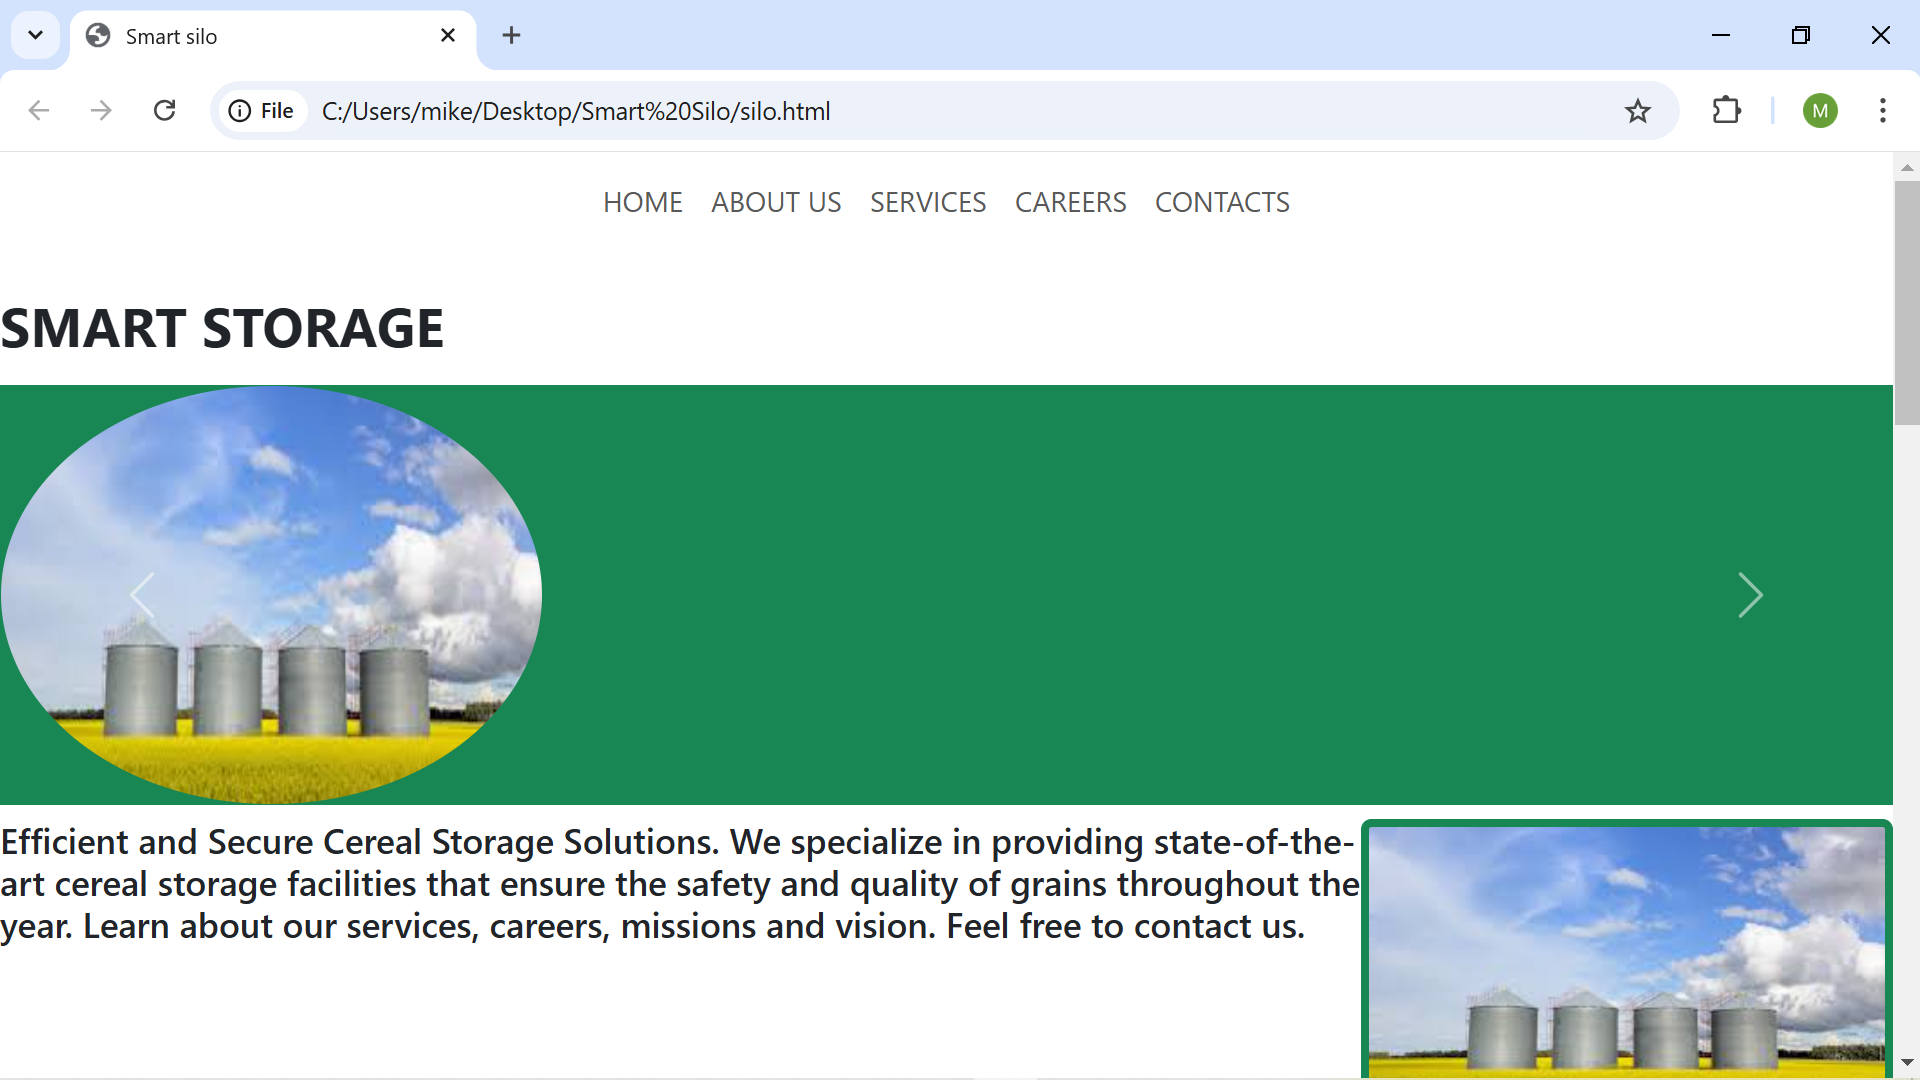 Smart silo
File C:/Users/mike/Desktop/Smart%20Silo/silo.html M
HOME ABOUT US SERVICES CAREERS CONTACTS
SMART STORAGE
Efficient and Secure Cereal Storage Solutions. We specialize in providing state-of-the-
art cereal storage facilities that ensure the safety and quality of grains throughout the
year. Learn about our services, careers, missions and vision. Feel free to contact us.